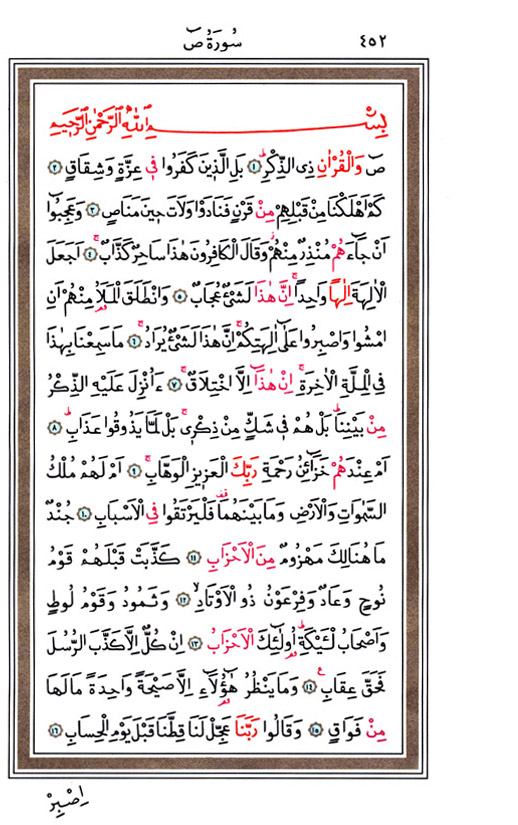 ٤٥٢ سُورَةُ ص
بِسْمِ اللّٰهِ الرَّحْمٰنِ الرَّحِيمِ
صۤ وَالْقُرْاٰنِ ذِي الذِّكْرِۜ ﴿١﴾ بَلِ الَّذِينَ كَفَرُوا فِي عِزَّةٍ وَشِقَاقٍ ﴿٢﴾
كَمْ اَهْلَكْنَا مِنْ قَبْلِهِمْ مِنْ قَرْنٍ فَنَادَوْا وَلَاتَ حِينَ مَنَاصٍ ﴿٣﴾ وَعَجِبُٓوا
اَنْ جَٓاءَهُمْ مُنْذِرٌ مِنْهُمْۘ وَقَالَ الْكَافِرُونَ هٰذَا سَاحِرٌ كَذَّابٌۚ ﴿٤﴾ اَجَعَلَ
الْاٰلِهَةَ اِلٰهًا وَاحِدًاۚ اِنَّ هٰذَا لَشَيْءٌ عُجَابٌ ﴿٥﴾ وَانْطَلَقَ الْمَلَأُ مِنْهُمْ اَنِ
امْشُوا وَاصْبِرُوا عَلٰٓى اٰلِهَتِكُمْۚ اِنَّ هٰذَا لَشَيْءٌ يُرَادُۚ ﴿٦﴾ مَا سَمِعْنَا بِهٰذَا
فِي الْمِلَّةِ الْاٰخِرَةِۚ اِنْ هٰذَٓا اِلَّا اخْتِلَاقٌۚ ﴿٧﴾ ءَاُنْزِلَ عَلَيْهِ الذِّكْرُ
مِنْ بَيْنِنَاۜ بَلْ هُمْ فِي شَكٍّ مِنْ ذِكْرِيۚ بَلْ لَمَّا يَذُوقُوا عَذَابِۜ ﴿٨﴾
اَمْ عِنْدَهُمْ خَزَٓائِنُ رَحْمَةِ رَبِّكَ الْعَزِيزِ الْوَهَّابِۚ ﴿٩﴾ اَمْ لَهُمْ مُلْكُ
السَّمٰوَاتِ وَالْاَرْضِ وَمَا بَيْنَهُمَا فَلْيَرْتَقُوا فِي الْاَسْبَابِ ﴿١٠﴾ جُنْدٌ
مَا هُنَالِكَ مَهْزُومٌ مِنَ الْاَحْزَابِ ﴿١١﴾ كَذَّبَتْ قَبْلَهُمْ قَوْمُ
نُوحٍ وَعَادٌ وَفِرْعَوْنُ ذُو الْاَوْتَادِۙ ﴿١٢﴾ وَثَمُودُ وَقَوْمُ لُوطٍ
وَاَصْحَابُ لْـَٔيْكَةِۜ اُو۬لٰٓئِكَ الْاَحْزَابُ ﴿١٣﴾ اِنْ كُلٌّ اِلَّا كَذَّبَ الرُّسُلَ
فَحَقَّ عِقَابِ۟ ﴿١٤﴾ وَمَا يَنْظُرُ هٰٓؤُ۬لَٓاءِ اِلَّا صَيْحَةً وَاحِدَةً مَا لَهَا
مِنْ فَوَاقٍ ﴿١٥﴾ وَقَالُوا رَبَّنَا عَجِّلْ لَنَا قِطَّنَا قَبْلَ يَوْمِ الْحِسَابِ ﴿١٦﴾
اِصْبِرْ